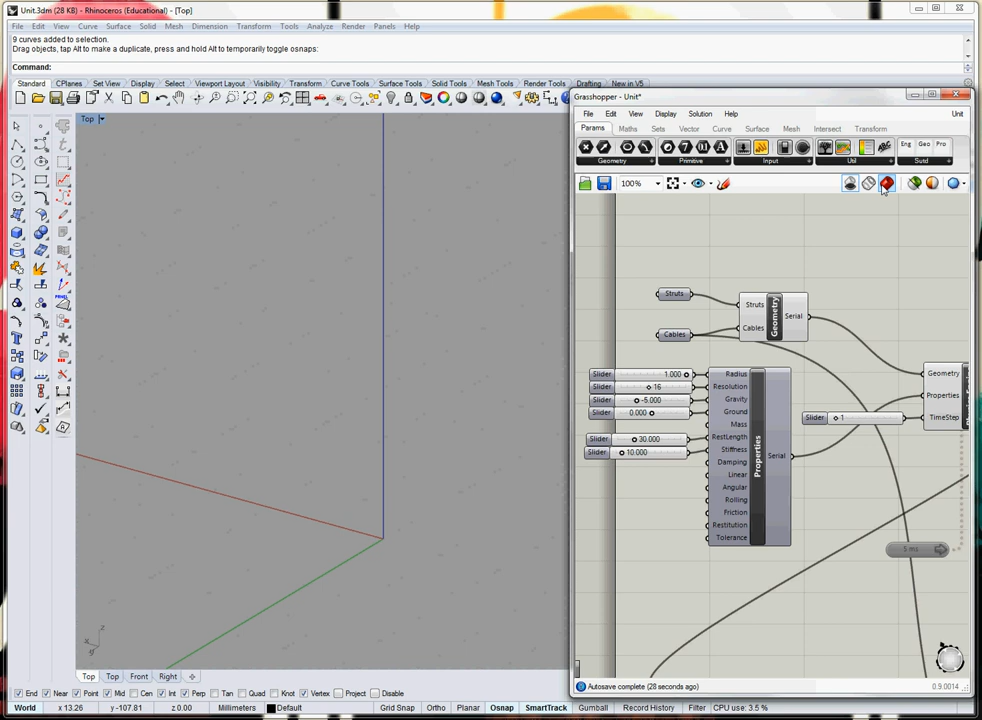 Unit.3dm (28 KB) - Rhinoceros (Educational) - [Top]
File Edit View Curve Surface Solid Mesh Dimension Transform Tools Analyze Render Panels Help
9 curves added to selection.
Drag objects, tap Alt to make a duplicate, press and hold Alt to temporarily toggle osnaps:
Command:
Standard CPlanes Set View Display Select Viewport Layout Visibility Transform Curve Tools Surface Tools Solid Tools Mesh Tools Render Tools Drafting New in V5
Top
Grasshopper - Unit*
File Edit View Display Solution Help Unit
Params Maths Sets Vector Curve Surface Mesh Intersect Transform
Eng Geo Pro
Geometry Primitive Input Util Sutd
100%
Struts
Struts
Cables
Cables
Geometry
Serial
Slider 1.000
Slider 16
Slider -5.000
Slider 0.000
Slider 30.000
Slider 10.000
Radius
Resolution
Gravity
Ground
Mass
RestLength
Stiffness
Damping
Linear
Angular
Rolling
Friction
Restitution
Tolerance
Properties
Serial
Slider 1
Geometry
Properties
TimeStep
5 ms
z
x
y
Top Top Front Right
Autosave complete (28 seconds ago) 0.9.0014
End Near Point Mid Cen Int Perp Tan Quad Knot Vertex Project Disable
World x 13.26 y -107.81 z 0.00 Millimeters Default Grid Snap Ortho Planar Osnap SmartTrack Gumball Record History Filter CPU use: 3.5 %